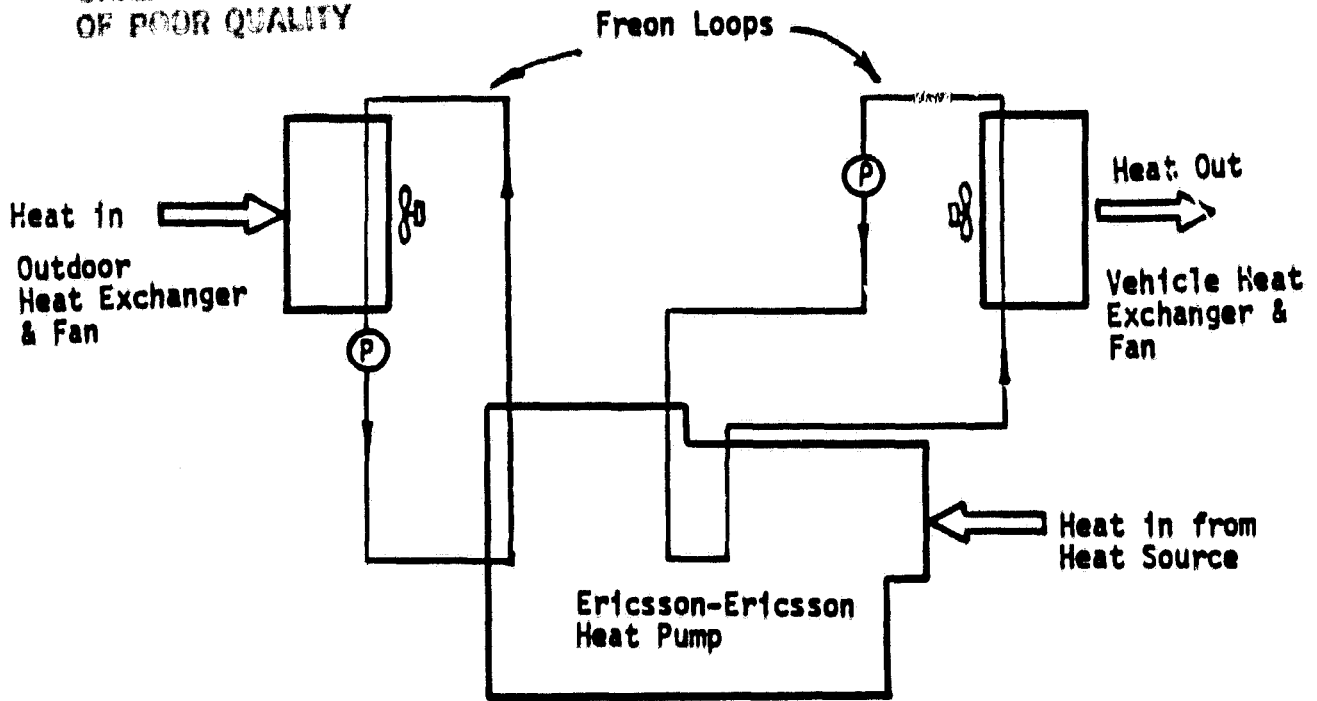 OF POOR QUALITY
Freon Loops
P
Heat Out
Heat in
P
Outdoor
Heat Exchanger
& Fan
Vehicle Heat
Exchanger &
Fan
Heat in from
Heat Source
Ericsson-Ericsson
Heat Pump